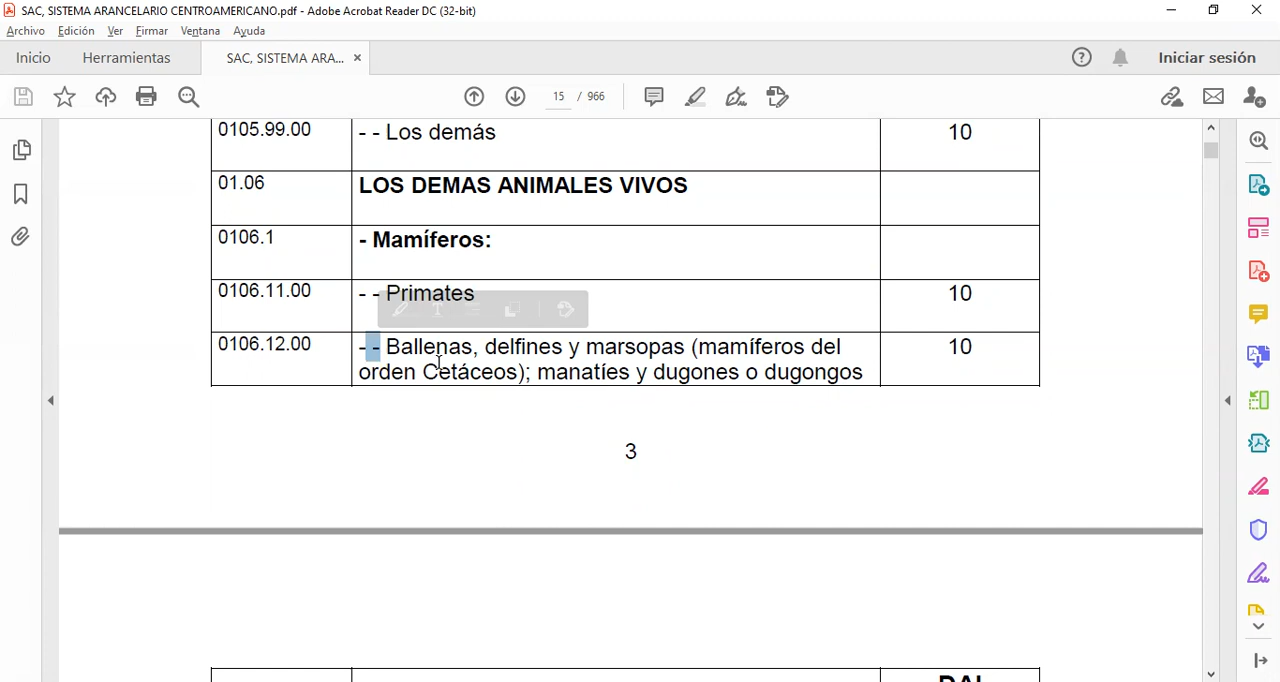 SAC, SISTEMA ARANCELARIO CENTROAMERICANO.pdf - Adobe Acrobat Reader DC (32-bit)
Archivo Edición Ver Firmar Ventana Ayuda
Inicio Herramientas SAC, SISTEMA ARA... × Iniciar sesión
15 / 966
0105.99.00 - - Los demás 10
01.06 LOS DEMAS ANIMALES VIVOS
0106.1 - Mamíferos:
0106.11.00 - - Primates 10
0106.12.00 - - Ballenas, delfines y marsopas (mamíferos del 10
orden Cetáceos); manatíes y dugones o dugongos
3
DAI